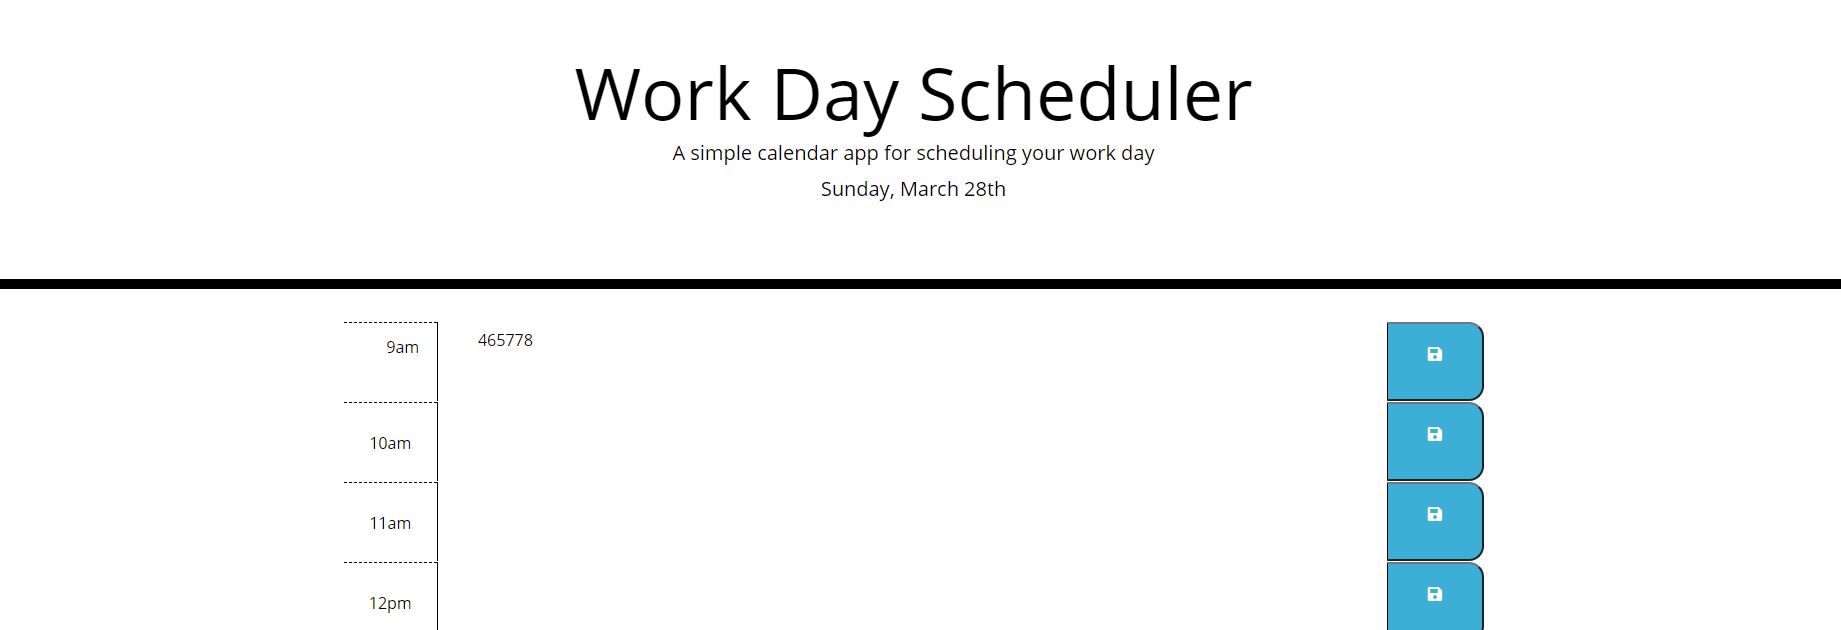 Work Day Scheduler
A simple calendar app for scheduling your work day
Sunday, March 28th
9am 465778
10am
11am
12pm